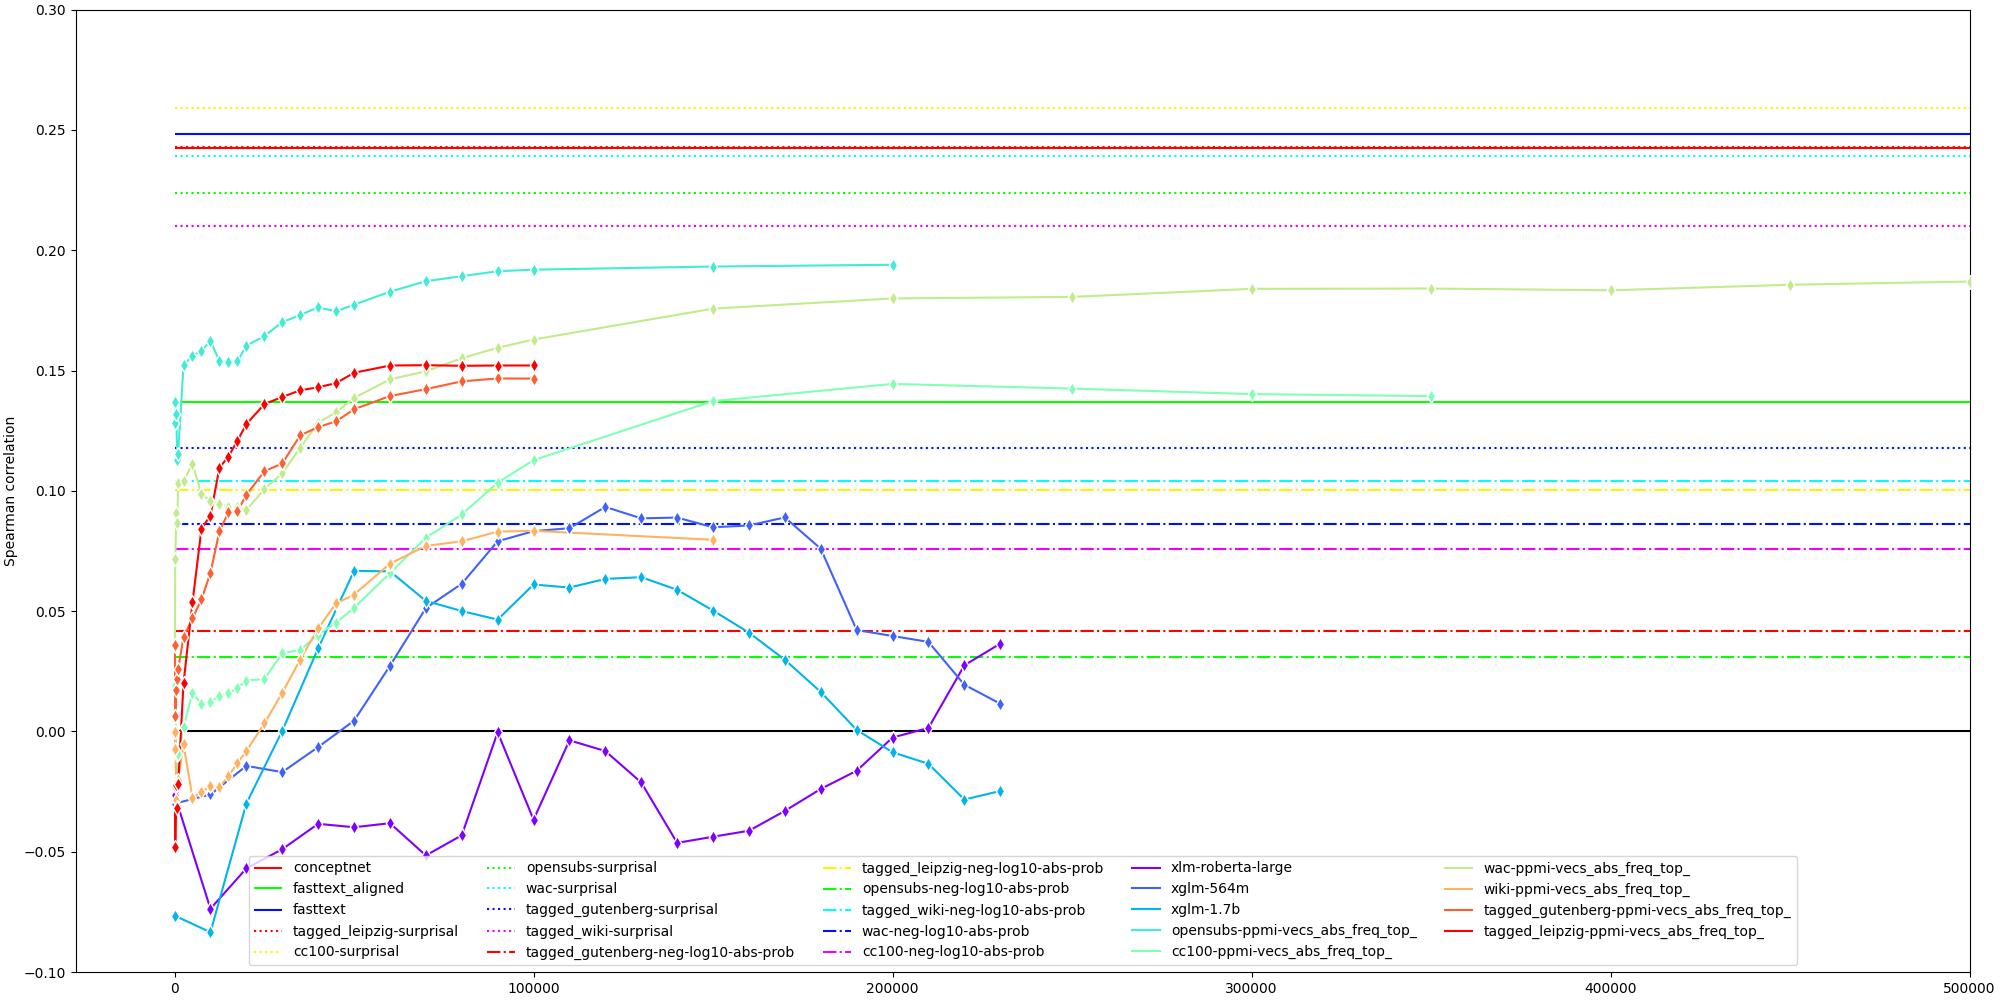 0.30
0.25
0.20
0.15
0.10
0.05
0.00
−0.05
−0.10
Spearman correlation
conceptnet
fasttext_aligned
fasttext
tagged_leipzig-surprisal
cc100-surprisal
opensubs-surprisal
wac-surprisal
tagged_gutenberg-surprisal
tagged_wiki-surprisal
tagged_gutenberg-neg-log10-abs-prob
tagged_leipzig-neg-log10-abs-prob
opensubs-neg-log10-abs-prob
tagged_wiki-neg-log10-abs-prob
wac-neg-log10-abs-prob
cc100-neg-log10-abs-prob
xlm-roberta-large
xglm-564m
xglm-1.7b
opensubs-ppmi-vecs_abs_freq_top_
cc100-ppmi-vecs_abs_freq_top_
wac-ppmi-vecs_abs_freq_top_
wiki-ppmi-vecs_abs_freq_top_
tagged_gutenberg-ppmi-vecs_abs_freq_top_
tagged_leipzig-ppmi-vecs_abs_freq_top_
0
100000
200000
300000
400000
500000